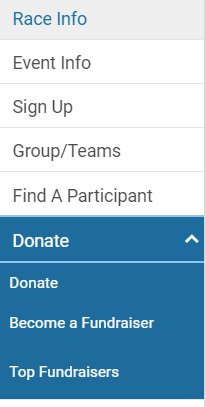 Race Info
Event Info
Sign Up
Group/Teams
Find A Participant
Donate
Donate
Become a Fundraiser
Top Fundraisers